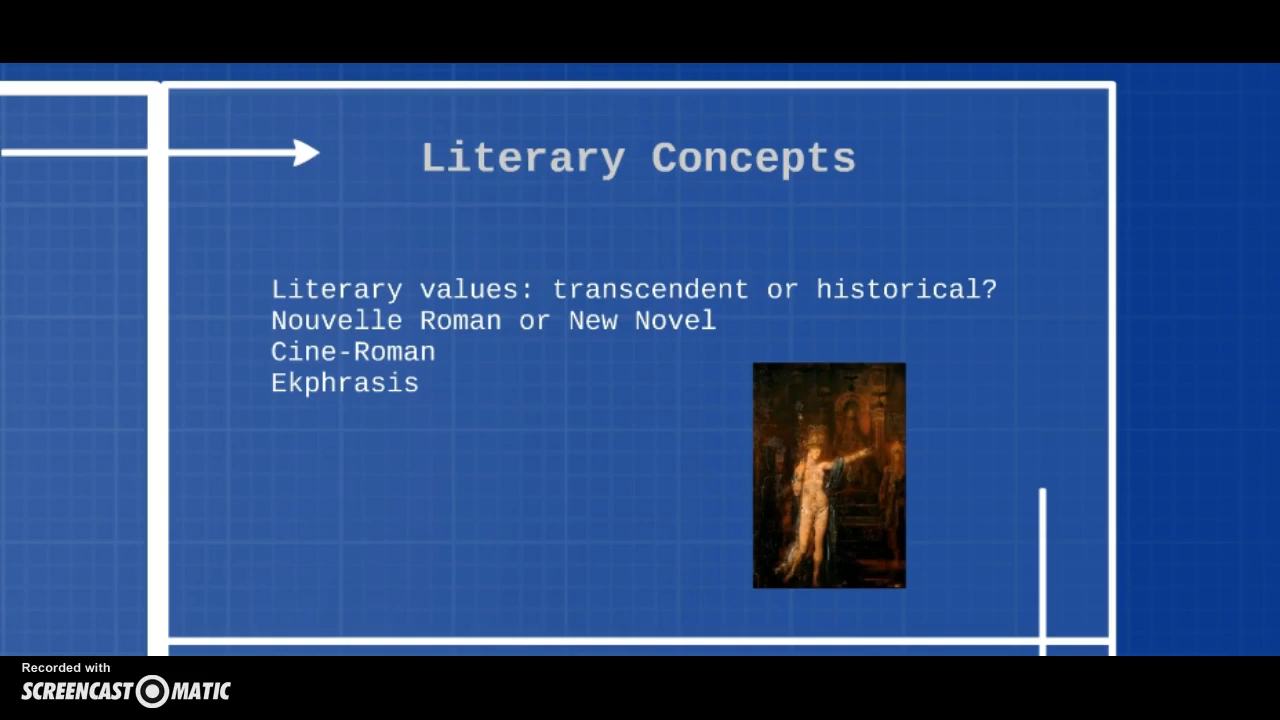 Literary Concepts
Literary values: transcendent or historical?
Nouvelle Roman or New Novel
Cine-Roman
Ekphrasis
Recorded with
SCREENCAST MATIC